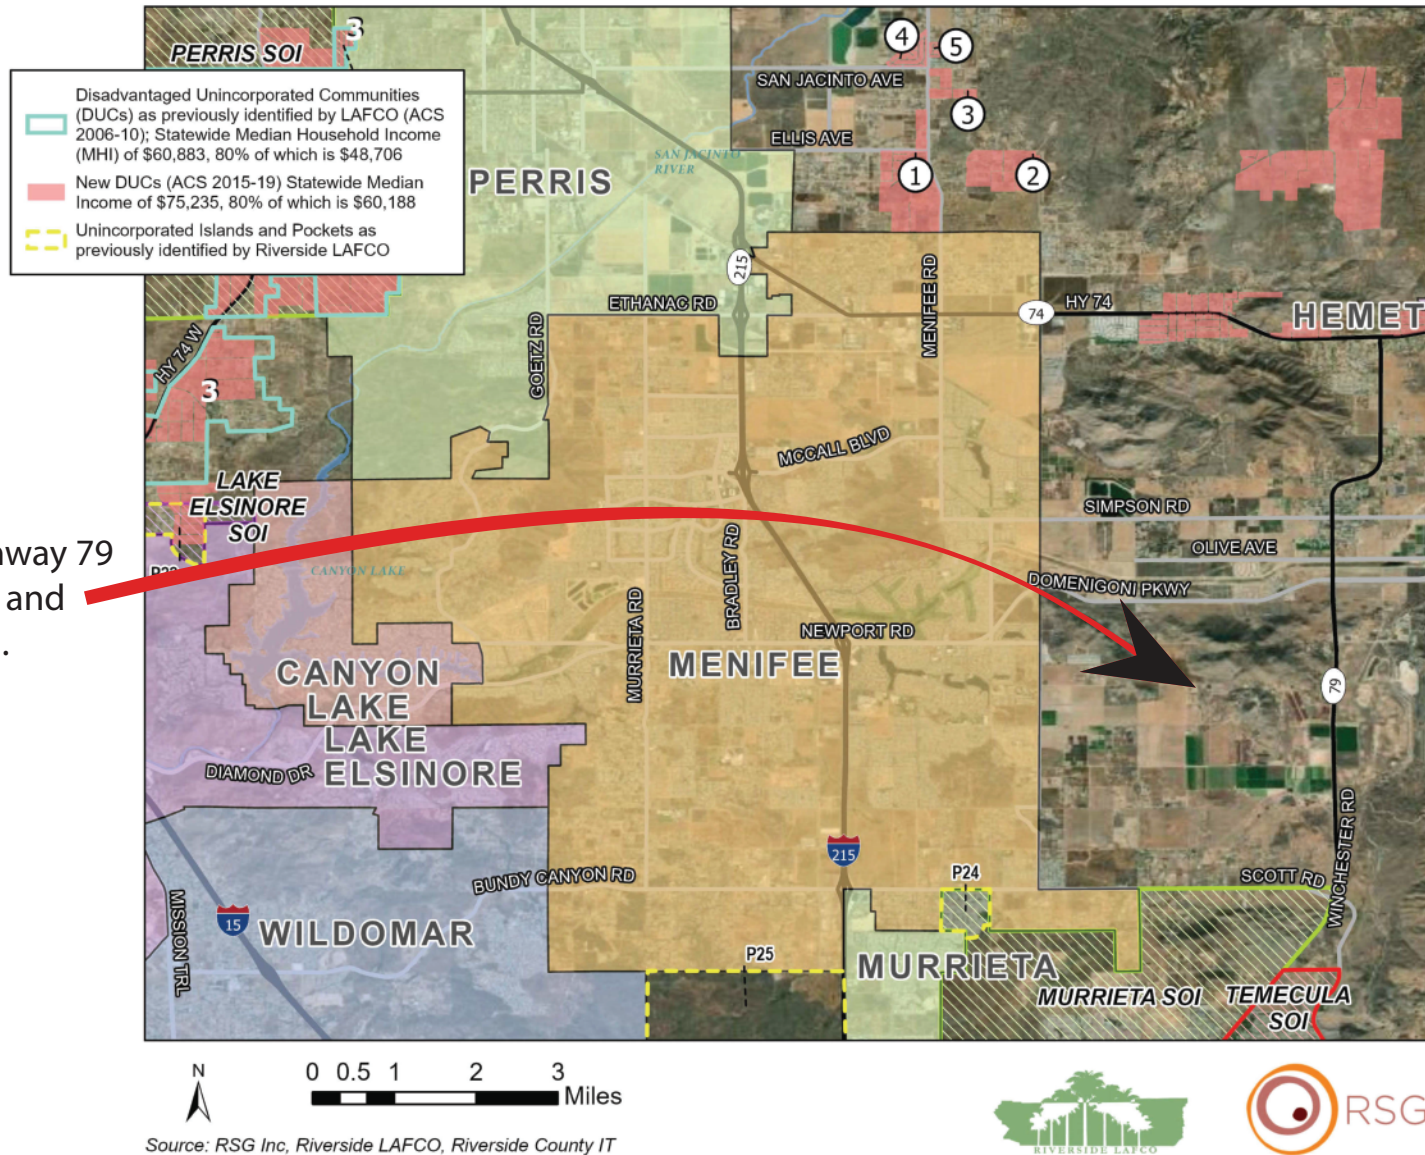 3
PERRIS SOI
4
5
SAN JACINTO AVE
3
ELLIS AVE
1
2
Disadvantaged Unincorporated Communities
(DUCs) as previously identified by LAFCO (ACS
2006-10); Statewide Median Household Income
(MHI) of $60,883, 80% of which is $48,706
New DUCs (ACS 2015-19) Statewide Median
Income of $75,235, 80% of which is $60,188
Unincorporated Islands and Pockets as
previously identified by Riverside LAFCO
SAN JACINTO
RIVER
PERRIS
215
MENIFEE RD
ETHANAC RD
74
HY 74
HEMET
GOETZ RD
HY 74 W
3
MCCALL BLVD
LAKE
ELSINORE
SOI
SIMPSON RD
OLIVE AVE
way 79
and
.
CANYON LAKE
BRADLEY RD
DOMENIGONI PKWY
MURRIETA RD
NEWPORT RD
MENIFEE
CANYON
LAKE
LAKE
ELSINORE
79
DIAMOND DR
WINCHESTER RD
215
BUNDY CANYON RD
P24
SCOTT RD
MISSION TRL
15
WILDOMAR
P25
MURRIETA
MURRIETA SOI
TEMECULA
SOI
N
0 0.5 1 2 3
Miles
Source: RSG Inc, Riverside LAFCO, Riverside County IT
RIVERSIDE LAFCO
RSG